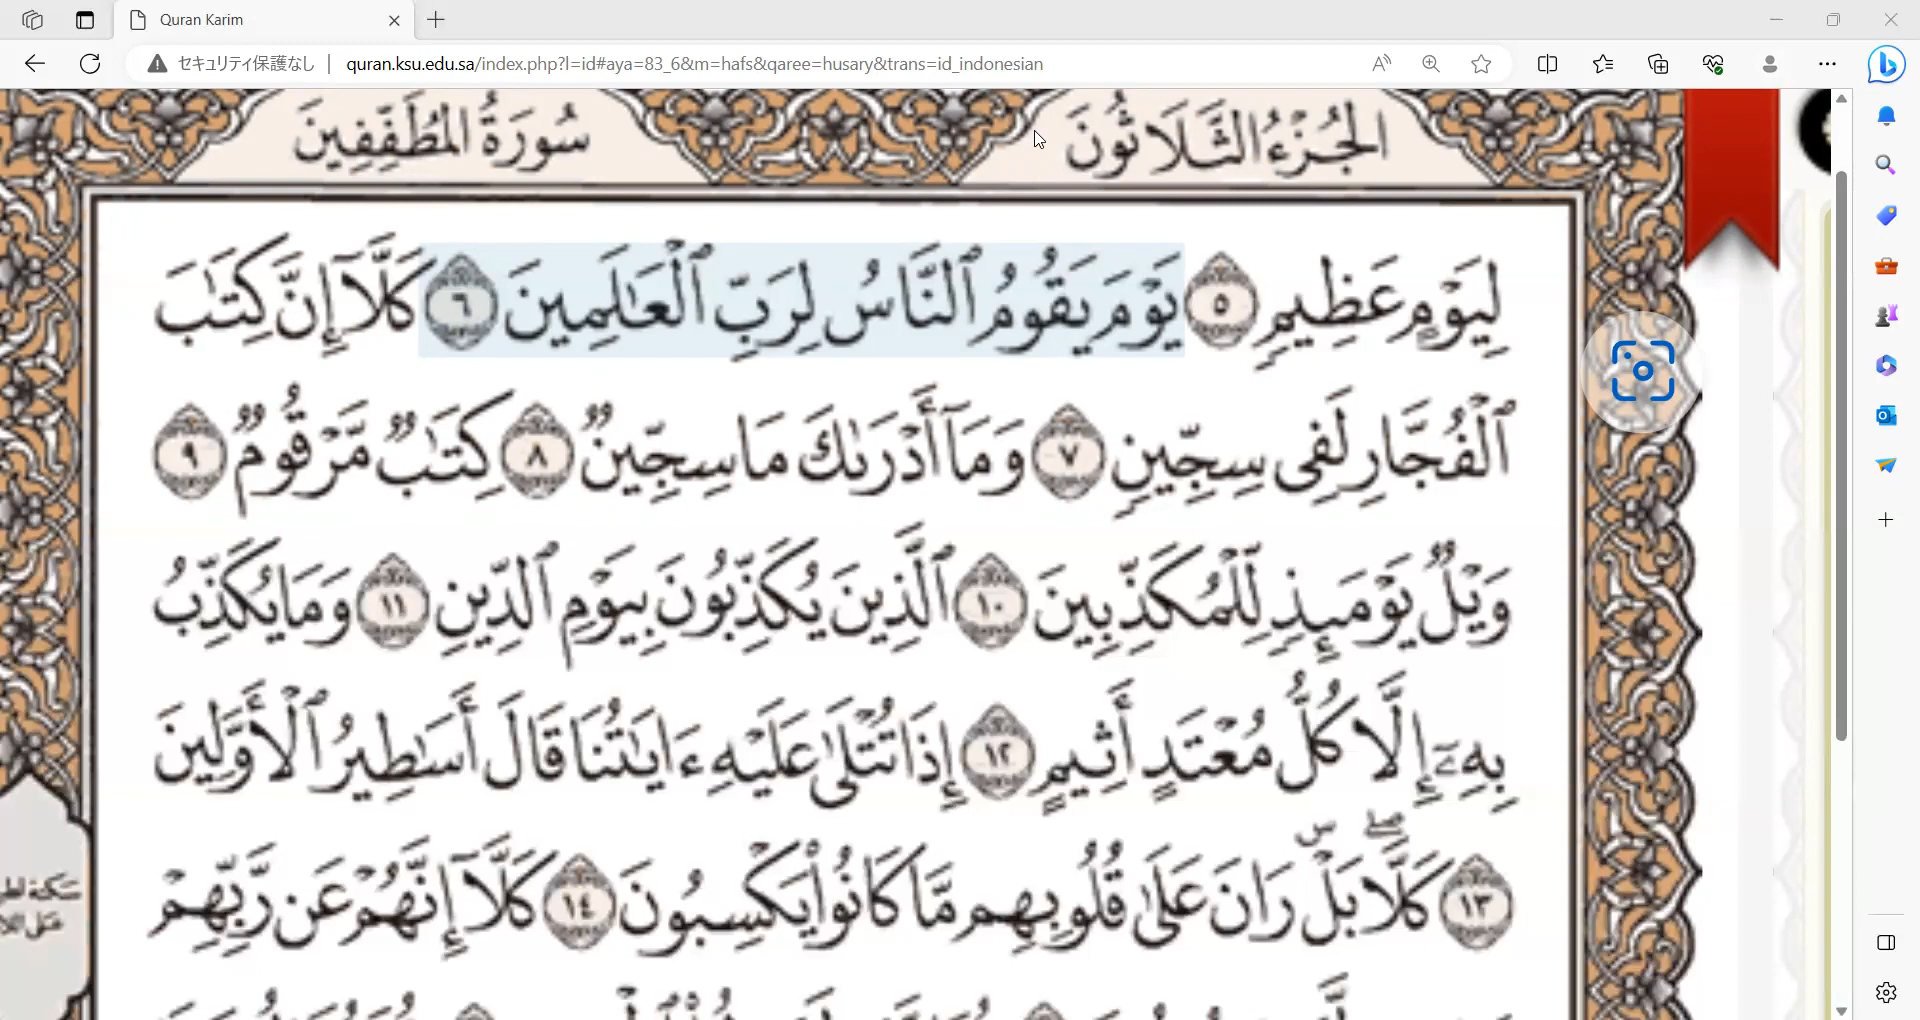 Quran Karim
セキュリティ保護なし | quran.ksu.edu.sa/index.php?l=id#aya=83_6&m=hafs&qaree=husary&trans=id_indonesian
الجُزْءُ الثَّلَاثُونَ سُورَةُ المُطَفِّفِينَ
لِيَوْمٍ عَظِيمٍ ٥ يَوْمَ يَقُومُ ٱلنَّاسُ لِرَبِّ ٱلْعَٰلَمِينَ ٦ كَلَّآ إِنَّ كِتَٰبَ
ٱلْفُجَّارِ لَفِى سِجِّينٍ ٧ وَمَآ أَدْرَىٰكَ مَا سِجِّينٌ ٨ كِتَٰبٌ مَّرْقُومٌ ٩
وَيْلٌ يَوْمَئِذٍ لِّلْمُكَذِّبِينَ ١٠ ٱلَّذِينَ يُكَذِّبُونَ بِيَوْمِ ٱلدِّينِ ١١ وَمَا يُكَذِّبُ
بِهِۦٓ إِلَّا كُلُّ مُعْتَدٍ أَثِيمٍ ١٢ إِذَا تُتْلَىٰ عَلَيْهِ ءَايَٰتُنَا قَالَ أَسَٰطِيرُ ٱلْأَوَّلِينَ
١٣ كَلَّا ۖ بَلْ ۜ رَانَ عَلَىٰ قُلُوبِهِم مَّا كَانُوا۟ يَكْسِبُونَ ١٤ كَلَّآ إِنَّهُمْ عَن رَّبِّهِمْ